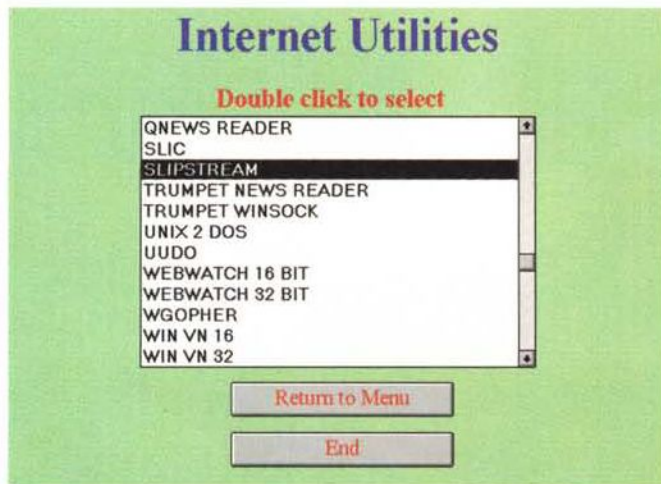 Internet Utilities
Double click to select
QNEWS READER
SLIC
SLIPSTREAM
TRUMPET NEWS READER
TRUMPET WINSOCK
UNIX 2 DOS
UUDO
WEBWATCH 16 BIT
WEBWATCH 32 BIT
WGOPHER
WIN VN 16
WIN VN 32
Return to Menu
End